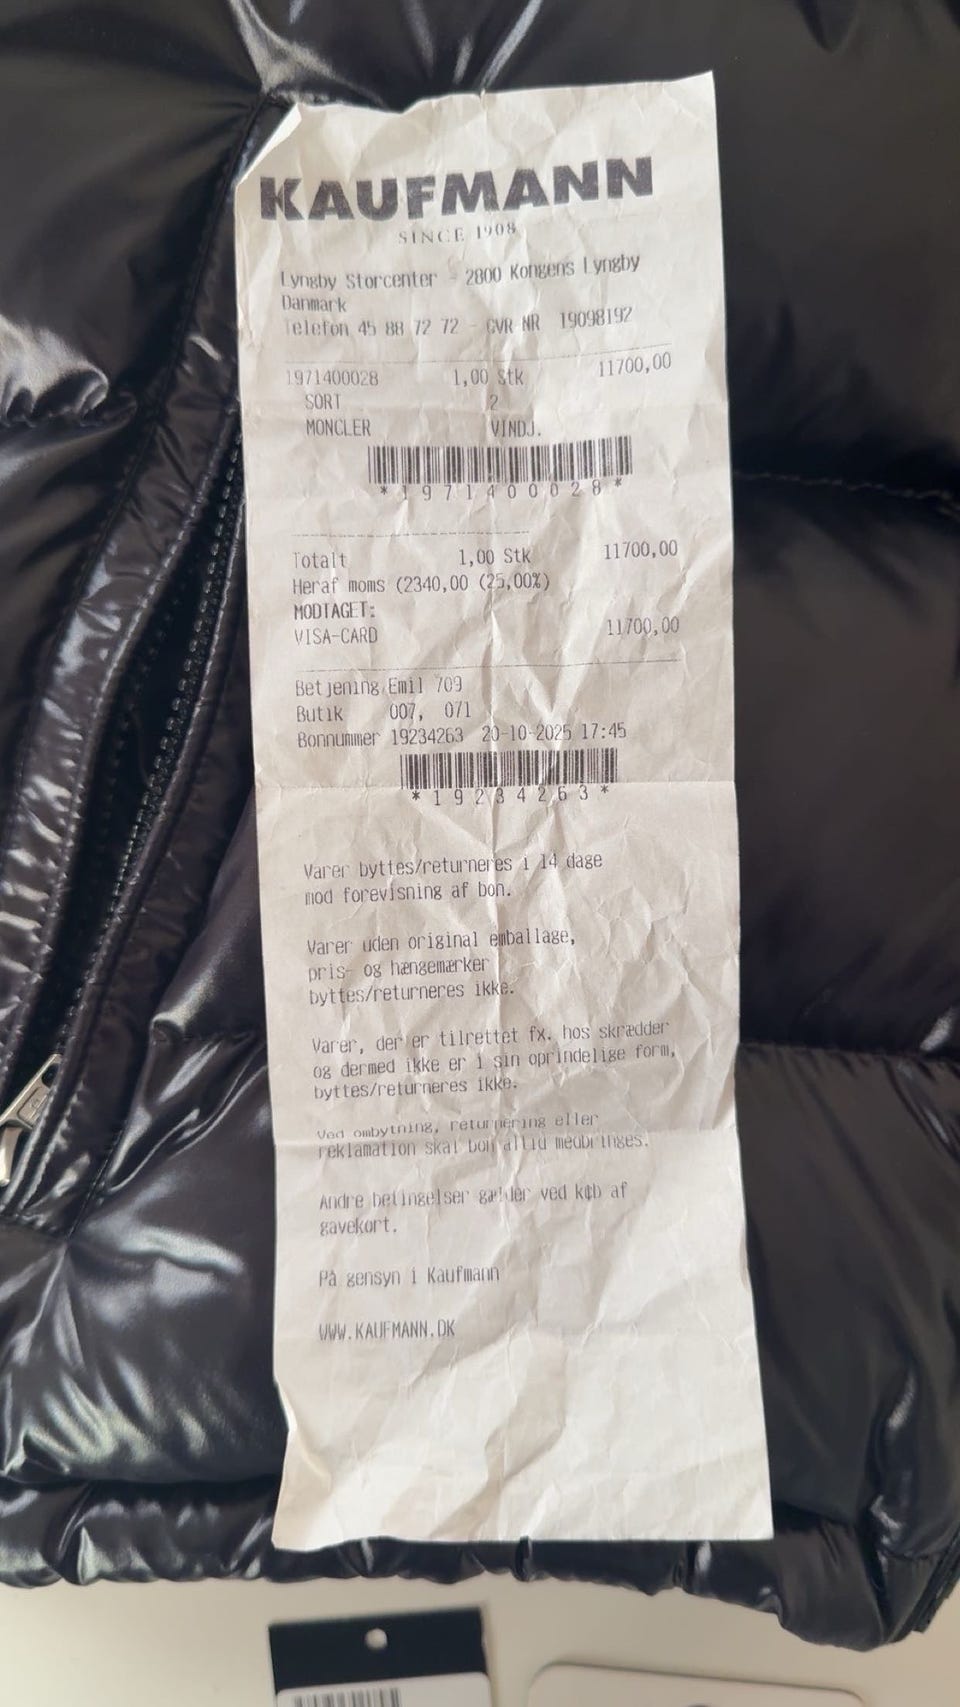 KAUFMANN
SINCE 1908
Lyngby Storcenter - 2800 Kongens Lyngby
Danmark
Telefon 45 88 72 72 - CVR-NR 19098192
1971400028 1,00 Stk 11700,00
SORT 2
MONCLER VINDJ.
*1971400028*
Totalt 1,00 Stk 11700,00
Heraf moms (2340,00 (25,00%)
MODTAGET:
VISA-CARD 11700,00
Betjening Emil 709
Butik 007, 071
Bonnummer 19234263 20-10-2025 17:45
*19234263*
Varer byttes/returneres i 14 dage
mod forevisning af bon.
Varer uden original emballage,
pris- og hængemærker
byttes/returneres ikke.
Varer, der er tilrettet fx. hos skrædder
og dermed ikke er i sin oprindelige form,
byttes/returneres ikke.
Ved ombytning, returnering eller
reklamation skal bon altid medbringes.
Andre betingelser gælder ved k¢b af
gavekort.
På gensyn i Kaufmann
WWW.KAUFMANN.DK